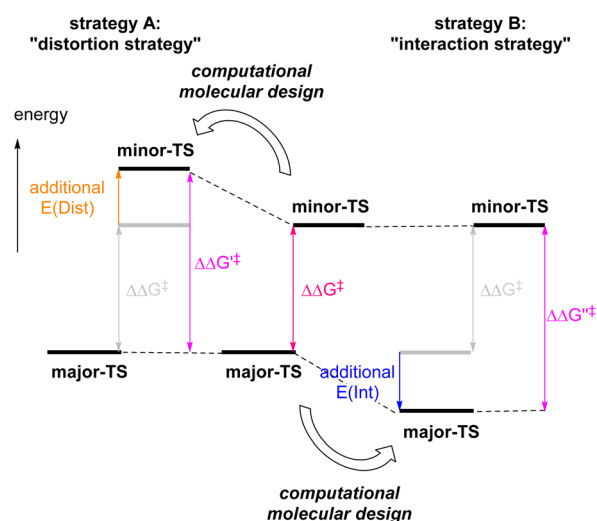 strategy A:
"distortion strategy"
strategy B:
"interaction strategy"
computational
molecular design
energy
minor-TS
additional
E(Dist)
minor-TS
minor-TS
ΔΔG‡
ΔΔG'‡
ΔΔG‡
ΔΔG‡
ΔΔG"‡
major-TS
major-TS
additional
E(Int)
major-TS
computational
molecular design